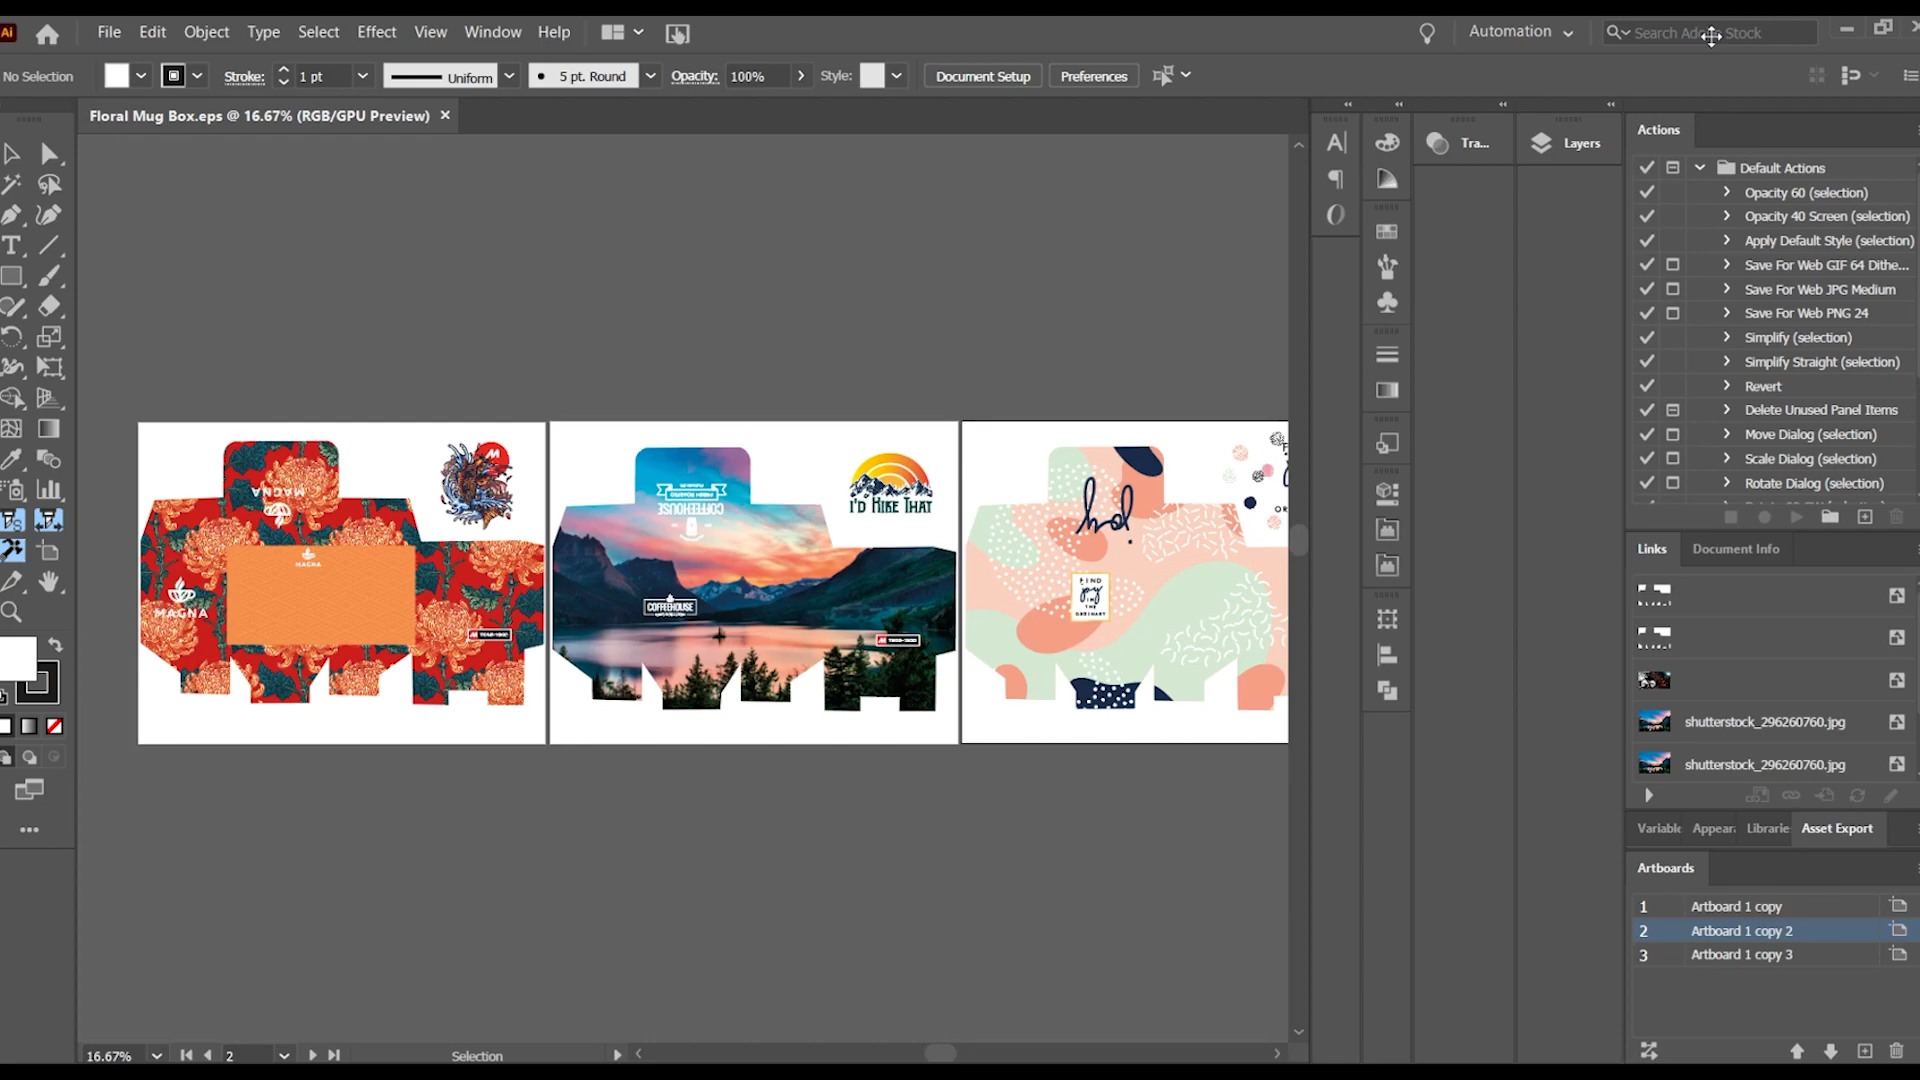 Ai
File Edit Object Type Select Effect View Window Help
Automation
Search Adobe Stock
No Selection
Stroke: 1 pt
Uniform
5 pt. Round
Opacity: 100%
Style:
Document Setup
Preferences
Floral Mug Box.eps @ 16.67% (RGB/GPU Preview)
Tra...
Layers
Actions
Default Actions
Opacity 60 (selection)
Opacity 40 Screen (selection)
Apply Default Style (selection)
Save For Web GIF 64 Dithe...
Save For Web JPG Medium
Save For Web PNG 24
Simplify (selection)
Simplify Straight (selection)
Revert
Delete Unused Panel Items
Move Dialog (selection)
Scale Dialog (selection)
Rotate Dialog (selection)
MAGNA
MAGNA
MAGNA
COFFEEHOUSE
COFFEEHOUSE
I'D HIKE THAT
ha!
FIND
joy
IN
THE
ORDINARY
OR
Links Document Info
shutterstock_296260760.jpg
shutterstock_296260760.jpg
Variable Appear Librarie Asset Export
Artboards
1 Artboard 1 copy
2 Artboard 1 copy 2
3 Artboard 1 copy 3
16.67%
2
Selection